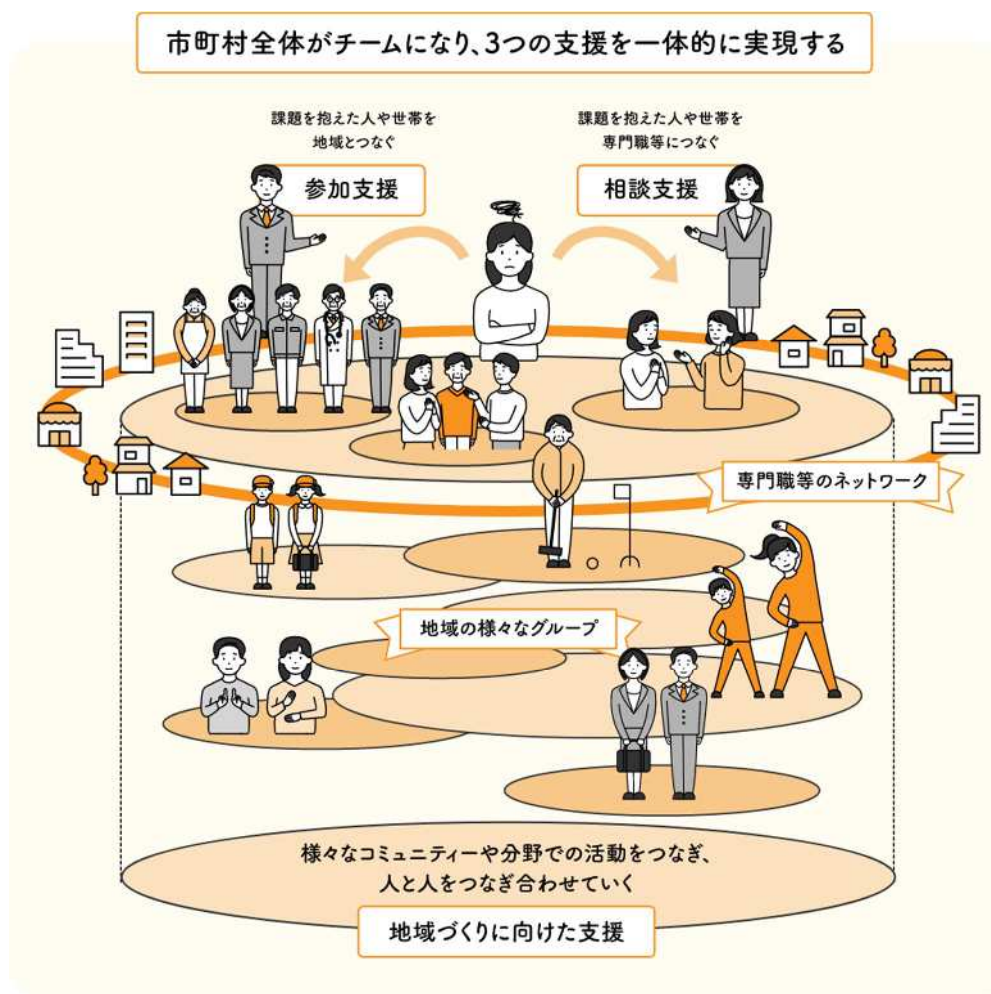 市町村全体がチームになり、3つの支援を一体的に実現する
課題を抱えた人や世帯を
地域とつなぐ
参加支援
課題を抱えた人や世帯を
専門職等につなぐ
相談支援
専門職等のネットワーク
地域の様々なグループ
様々なコミュニティーや分野での活動をつなぎ、
人と人をつなぎ合わせていく
地域づくりに向けた支援